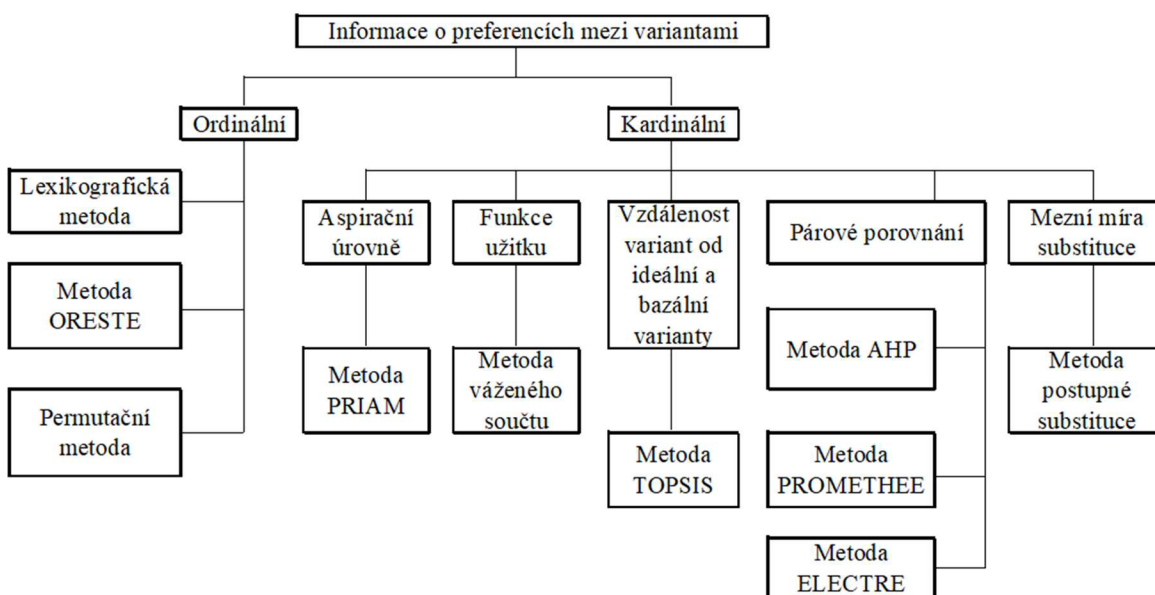 Informace o preferencích mezi variantami
Ordinální
Kardinální
Lexikografická
metoda
Metoda
ORESTE
Permutační
metoda
Aspirační
úrovně
Funkce
užitku
Vzdálenost
variant od
ideální a
bazální
varianty
Párové porovnání
Mezní míra
substituce
Metoda
PRIAM
Metoda
váženého
součtu
Metoda
TOPSIS
Metoda AHP
Metoda
PROMETHEE
Metoda
ELECTRE
Metoda
postupné
substituce